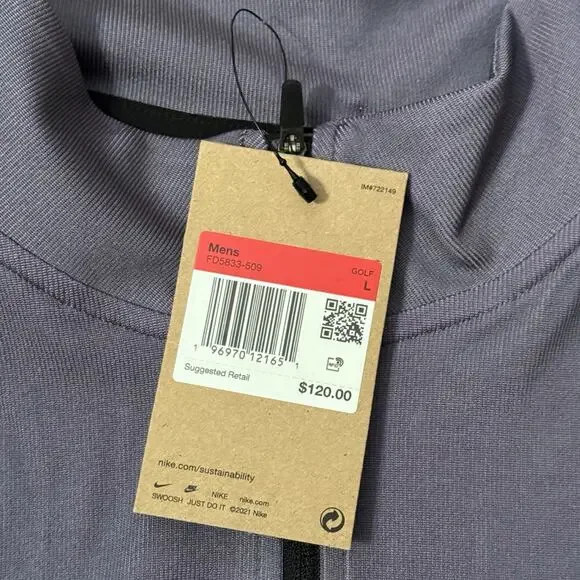 IM#722149
Mens
FD5833-509
GOLF
L
1 96970 12165 1
Suggested Retail
$120.00
nike.com/sustainability
NIKE nike.com
SWOOSH JUST DO IT ©2021 Nike